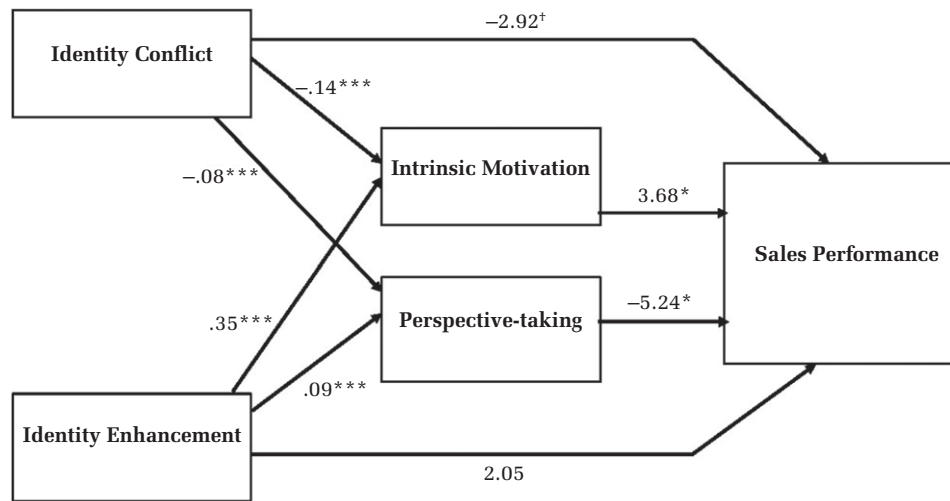 −2.92†
Identity Conflict
−.14***
Intrinsic Motivation
−.08***
3.68*
Sales Performance
−5.24*
Perspective-taking
.35***
.09***
Identity Enhancement
2.05